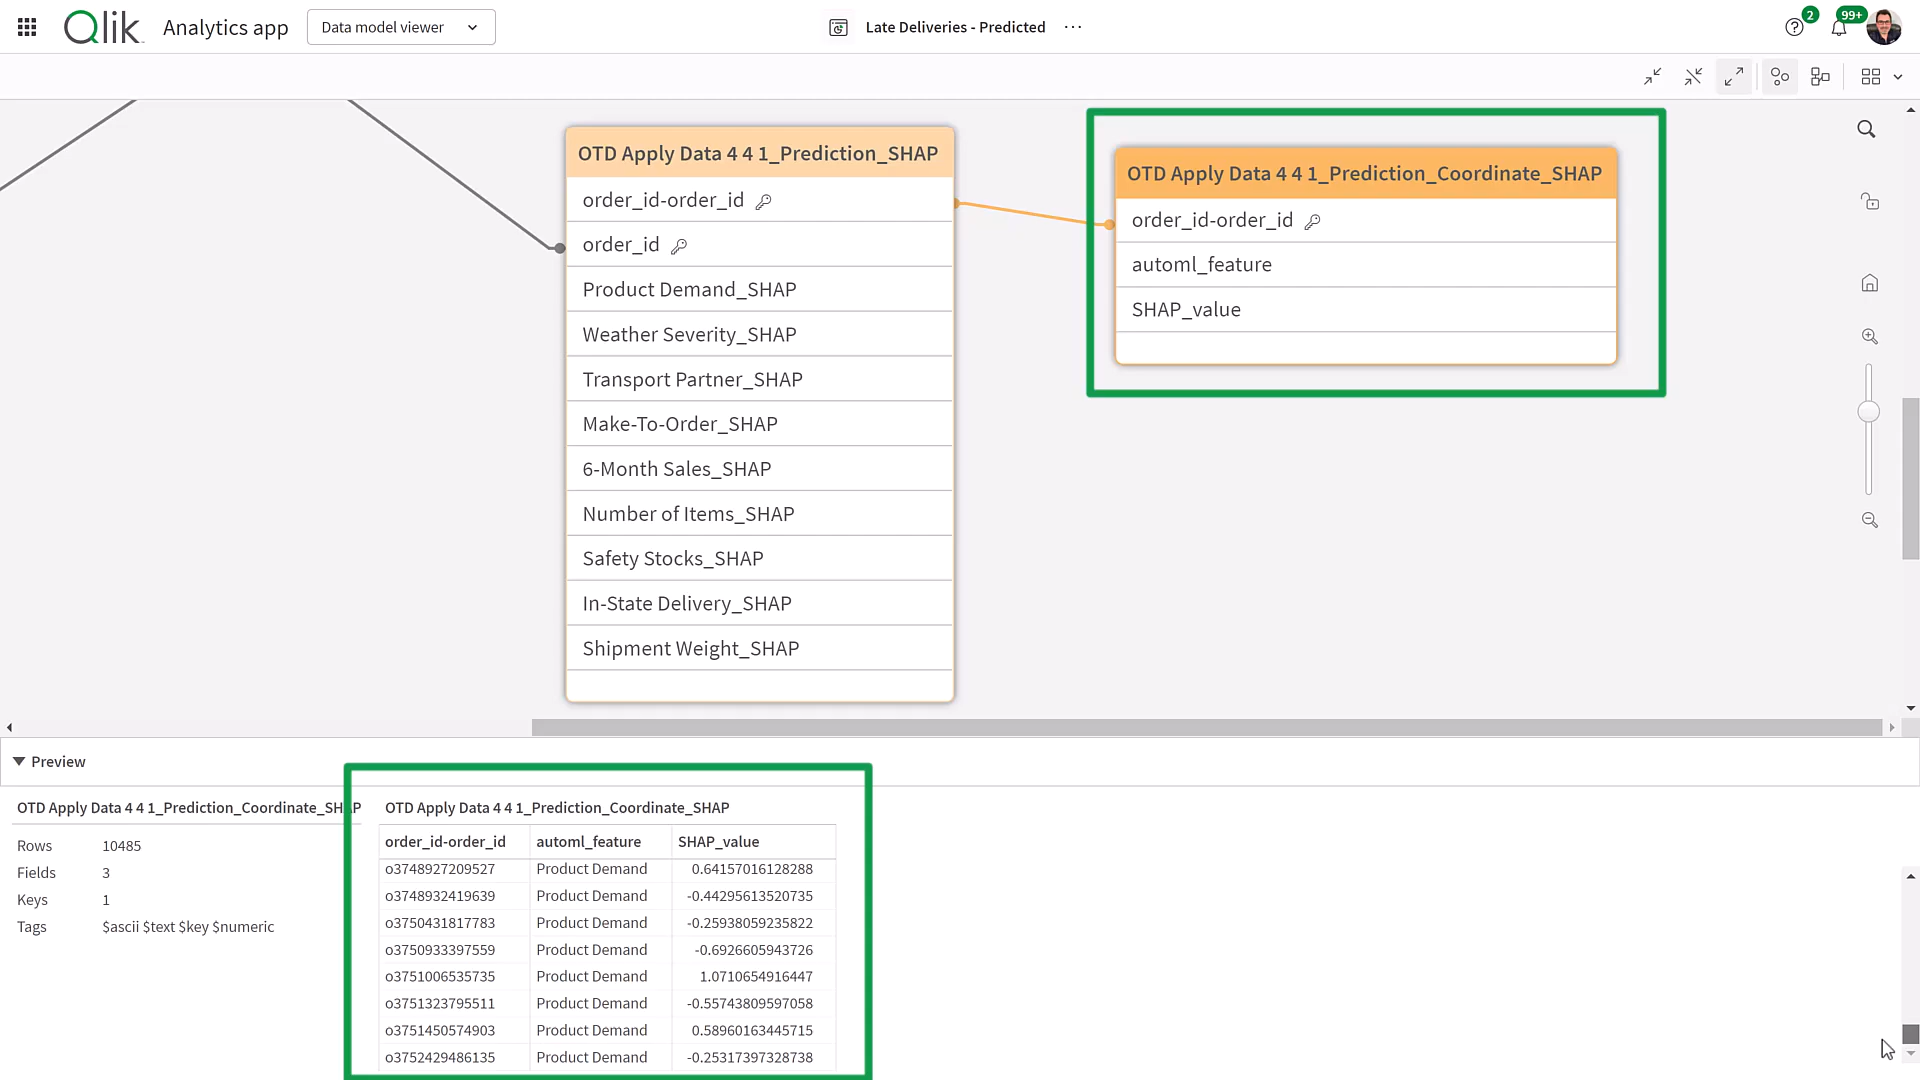 Qlik
Analytics app
Data model viewer
Late Deliveries - Predicted
2
99+
OTD Apply Data 4 4 1_Prediction_SHAP
order_id-order_id
order_id
Product Demand_SHAP
Weather Severity_SHAP
Transport Partner_SHAP
Make-To-Order_SHAP
6-Month Sales_SHAP
Number of Items_SHAP
Safety Stocks_SHAP
In-State Delivery_SHAP
Shipment Weight_SHAP
OTD Apply Data 4 4 1_Prediction_Coordinate_SHAP
order_id-order_id
automl_feature
SHAP_value
Preview
OTD Apply Data 4 4 1_Prediction_Coordinate_SHAP
Rows 10485
Fields 3
Keys 1
Tags $ascii $text $key $numeric
OTD Apply Data 4 4 1_Prediction_Coordinate_SHAP
order_id-order_id automl_feature SHAP_value
o3748927209527 Product Demand 0.64157016128288
o3748932419639 Product Demand -0.44295613520735
o3750431817783 Product Demand -0.25938059235822
o3750933397559 Product Demand -0.6926605943726
o3751006535735 Product Demand 1.0710654916447
o3751323795511 Product Demand -0.55743809597058
o3751450574903 Product Demand 0.58960163445715
o3752429486135 Product Demand -0.25317397328738